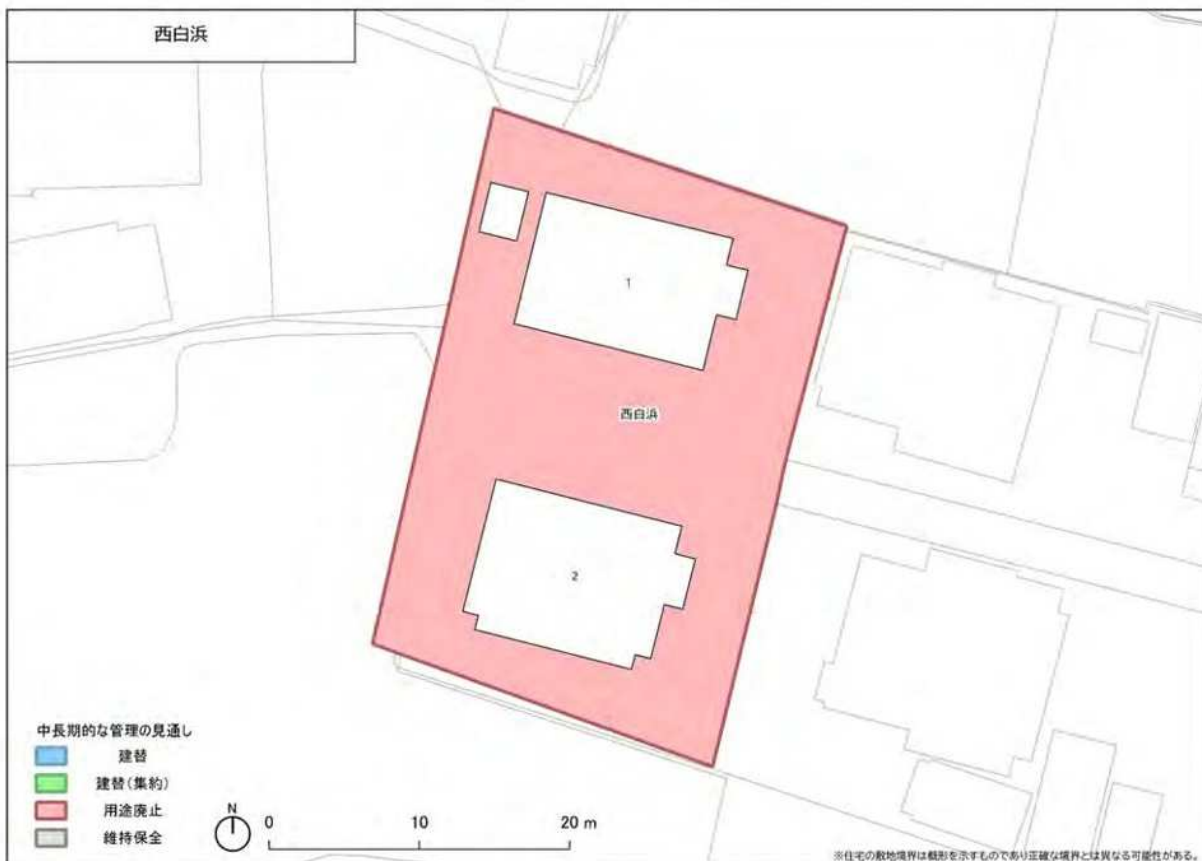 西白浜
1
西白浜
2
中長期的な管理の見通し
建替
建替(集約)
用途廃止
維持保全
N
0 10 20 m
※住宅の敷地境界は概形を示すものであり正確な境界とは異なる可能性がある。